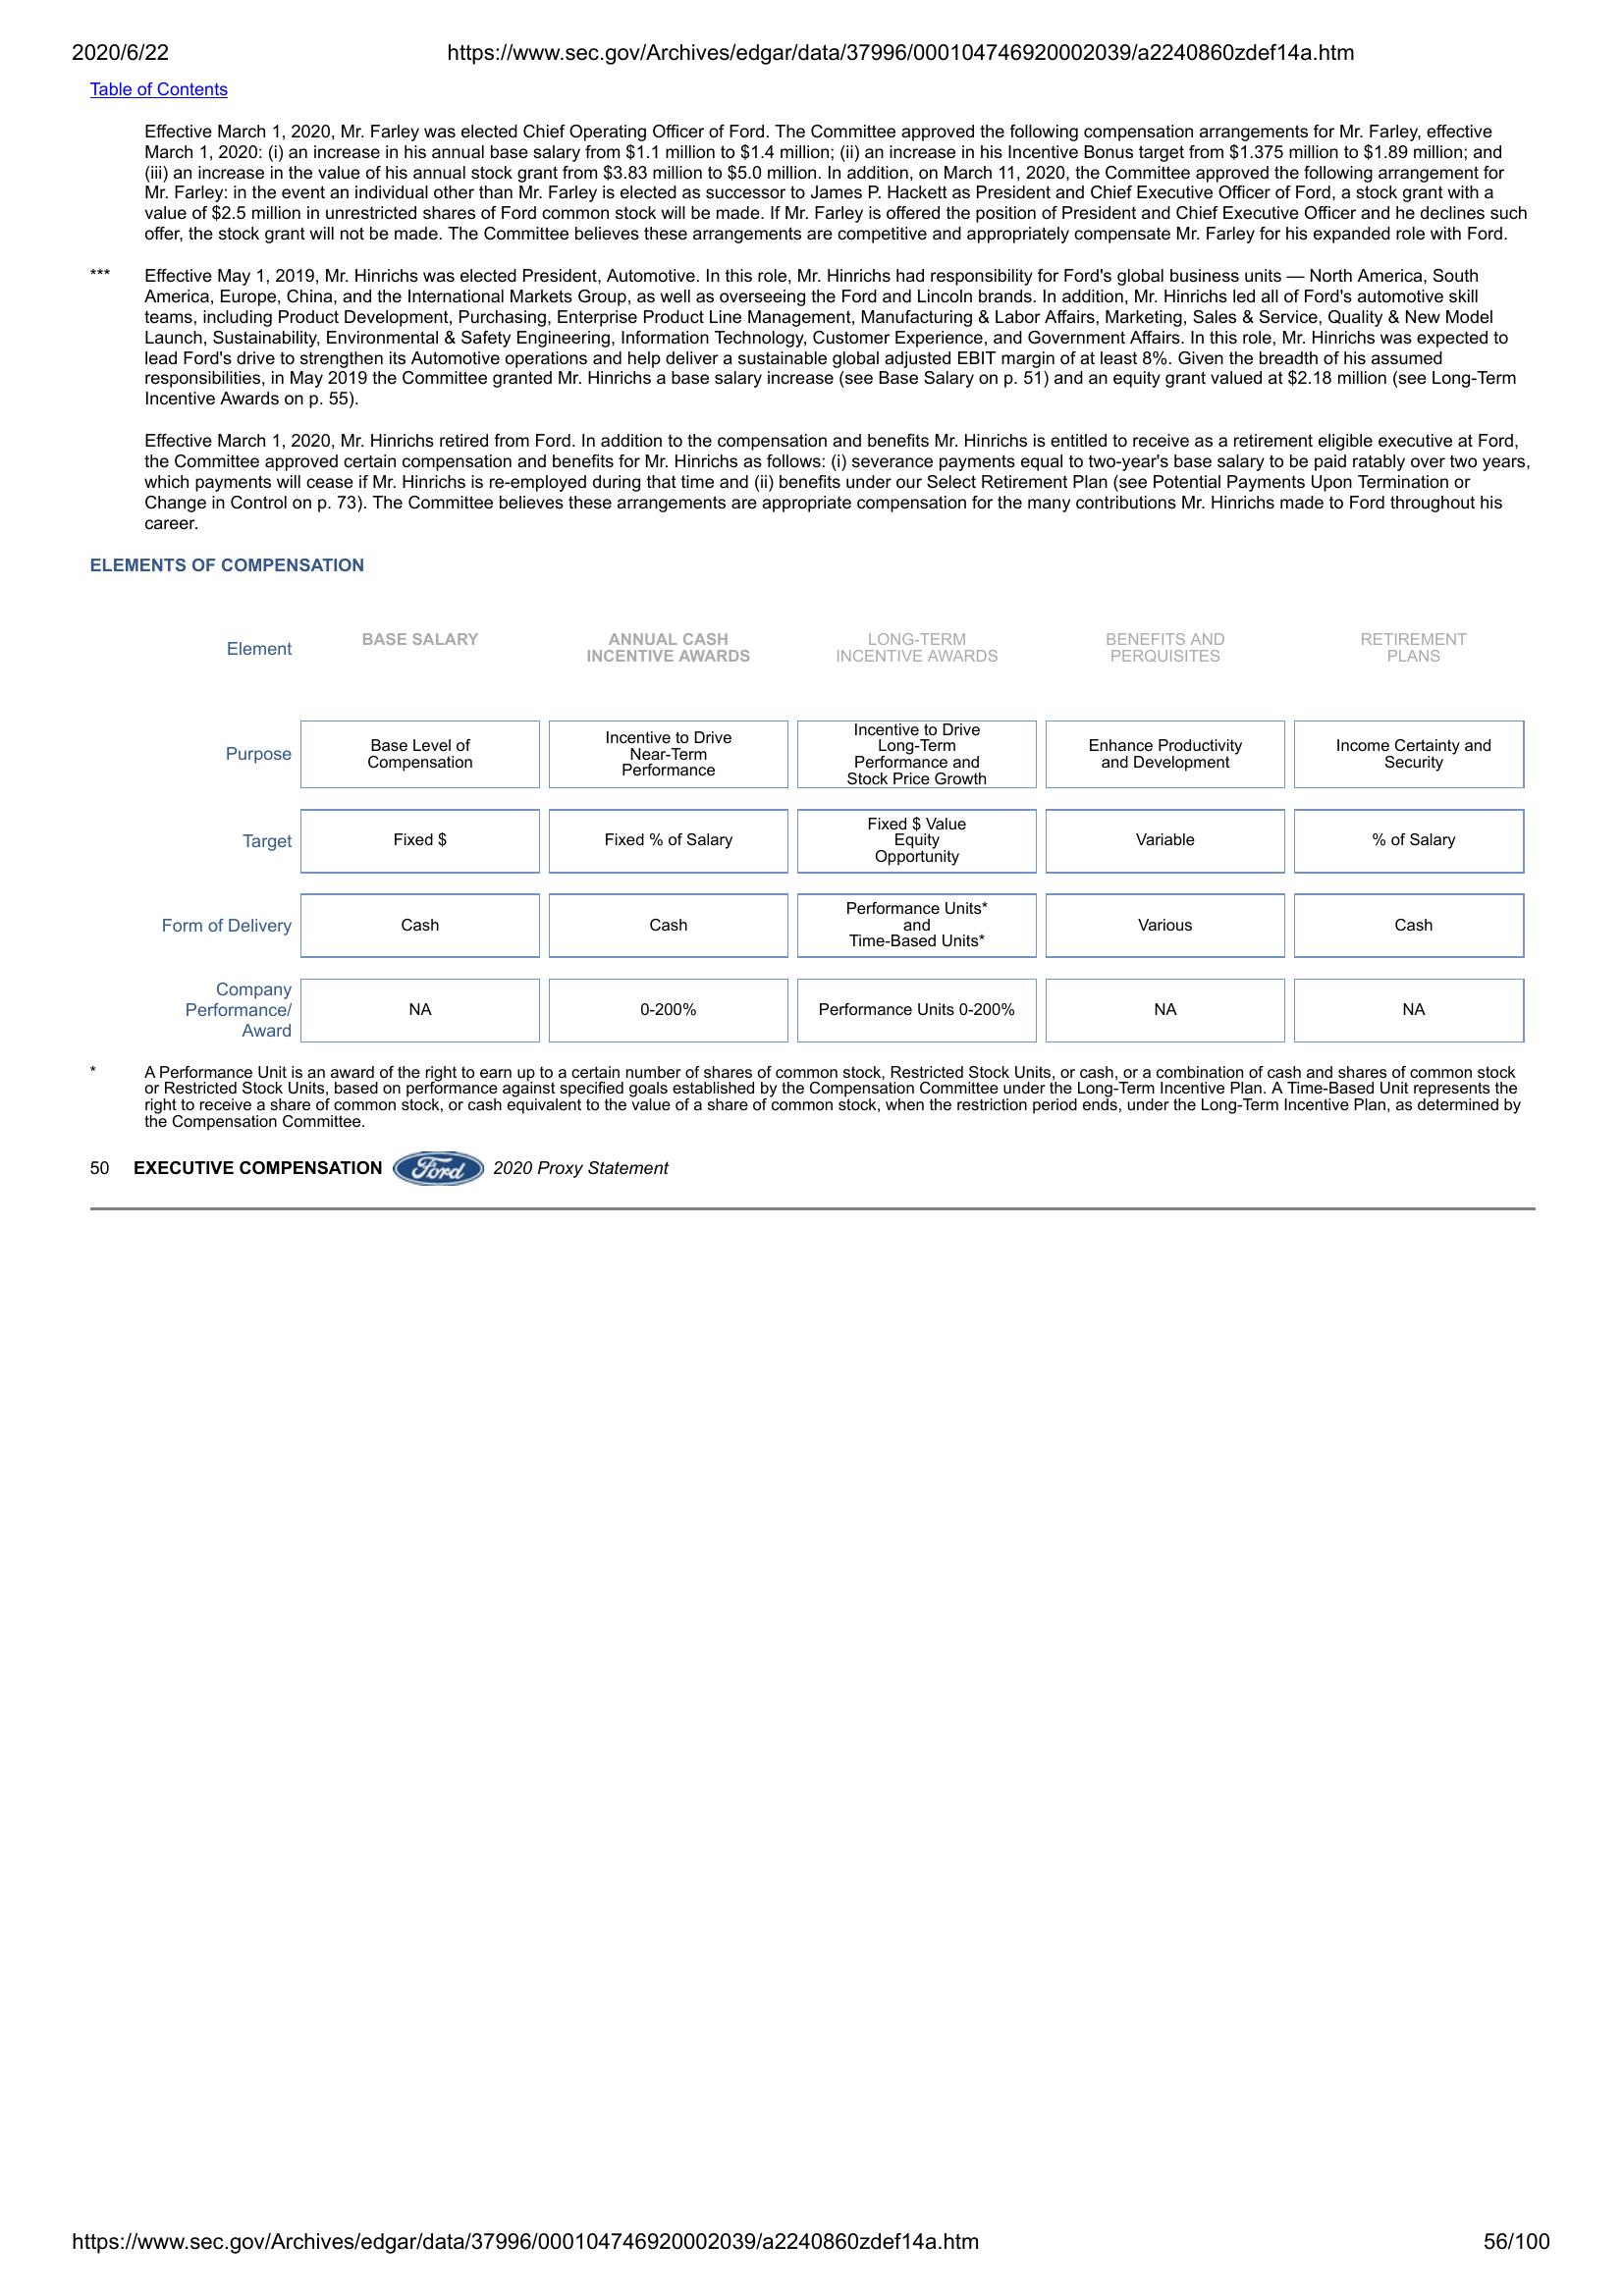 2020/6/22 https://www.sec.gov/Archives/edgar/data/37996/000104746920002039/a2240860zdef14a.htm
Table of Contents
Effective March 1, 2020, Mr. Farley was elected Chief Operating Officer of Ford. The Committee approved the following compensation arrangements for Mr. Farley, effective
March 1, 2020: (i) an increase in his annual base salary from $1.1 million to $1.4 million; (ii) an increase in his Incentive Bonus target from $1.375 million to $1.89 million; and
(iii) an increase in the value of his annual stock grant from $3.83 million to $5.0 million. In addition, on March 11, 2020, the Committee approved the following arrangement for
Mr. Farley: in the event an individual other than Mr. Farley is elected as successor to James P. Hackett as President and Chief Executive Officer of Ford, a stock grant with a
value of $2.5 million in unrestricted shares of Ford common stock will be made. If Mr. Farley is offered the position of President and Chief Executive Officer and he declines such
offer, the stock grant will not be made. The Committee believes these arrangements are competitive and appropriately compensate Mr. Farley for his expanded role with Ford.
*** Effective May 1, 2019, Mr. Hinrichs was elected President, Automotive. In this role, Mr. Hinrichs had responsibility for Ford's global business units — North America, South
America, Europe, China, and the International Markets Group, as well as overseeing the Ford and Lincoln brands. In addition, Mr. Hinrichs led all of Ford's automotive skill
teams, including Product Development, Purchasing, Enterprise Product Line Management, Manufacturing & Labor Affairs, Marketing, Sales & Service, Quality & New Model
Launch, Sustainability, Environmental & Safety Engineering, Information Technology, Customer Experience, and Government Affairs. In this role, Mr. Hinrichs was expected to
lead Ford's drive to strengthen its Automotive operations and help deliver a sustainable global adjusted EBIT margin of at least 8%. Given the breadth of his assumed
responsibilities, in May 2019 the Committee granted Mr. Hinrichs a base salary increase (see Base Salary on p. 51) and an equity grant valued at $2.18 million (see Long-Term
Incentive Awards on p. 55).
Effective March 1, 2020, Mr. Hinrichs retired from Ford. In addition to the compensation and benefits Mr. Hinrichs is entitled to receive as a retirement eligible executive at Ford,
the Committee approved certain compensation and benefits for Mr. Hinrichs as follows: (i) severance payments equal to two-year's base salary to be paid ratably over two years,
which payments will cease if Mr. Hinrichs is re-employed during that time and (ii) benefits under our Select Retirement Plan (see Potential Payments Upon Termination or
Change in Control on p. 73). The Committee believes these arrangements are appropriate compensation for the many contributions Mr. Hinrichs made to Ford throughout his
career.
ELEMENTS OF COMPENSATION
Element
BASE SALARY
ANNUAL CASH
INCENTIVE AWARDS
LONG-TERM
INCENTIVE AWARDS
BENEFITS AND
PERQUISITES
RETIREMENT
PLANS
Purpose
Base Level of
Compensation
Incentive to Drive
Near-Term
Performance
Incentive to Drive
Long-Term
Performance and
Stock Price Growth
Enhance Productivity
and Development
Income Certainty and
Security
Target
Fixed $
Fixed % of Salary
Fixed $ Value
Equity
Opportunity
Variable
% of Salary
Form of Delivery
Cash
Cash
Performance Units*
and
Time-Based Units*
Various
Cash
Company
Performance/
Award
NA
0-200%
Performance Units 0-200%
NA
NA
* A Performance Unit is an award of the right to earn up to a certain number of shares of common stock, Restricted Stock Units, or cash, or a combination of cash and shares of common stock
or Restricted Stock Units, based on performance against specified goals established by the Compensation Committee under the Long-Term Incentive Plan. A Time-Based Unit represents the
right to receive a share of common stock, or cash equivalent to the value of a share of common stock, when the restriction period ends, under the Long-Term Incentive Plan, as determined by
the Compensation Committee.
50 EXECUTIVE COMPENSATION Ford 2020 Proxy Statement
https://www.sec.gov/Archives/edgar/data/37996/000104746920002039/a2240860zdef14a.htm 56/100